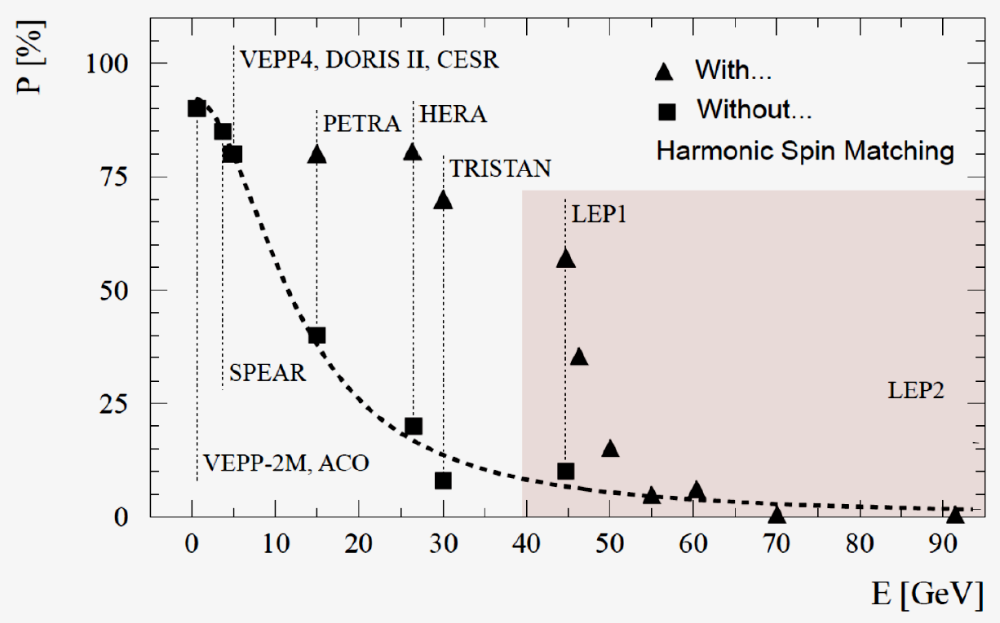 P [%]
100
75
50
25
0
VEPP4, DORIS II, CESR
PETRA
HERA
TRISTAN
With...
Without...
Harmonic Spin Matching
LEP1
SPEAR
LEP2
VEPP-2M, ACO
0 10 20 30 40 50 60 70 80 90
E [GeV]